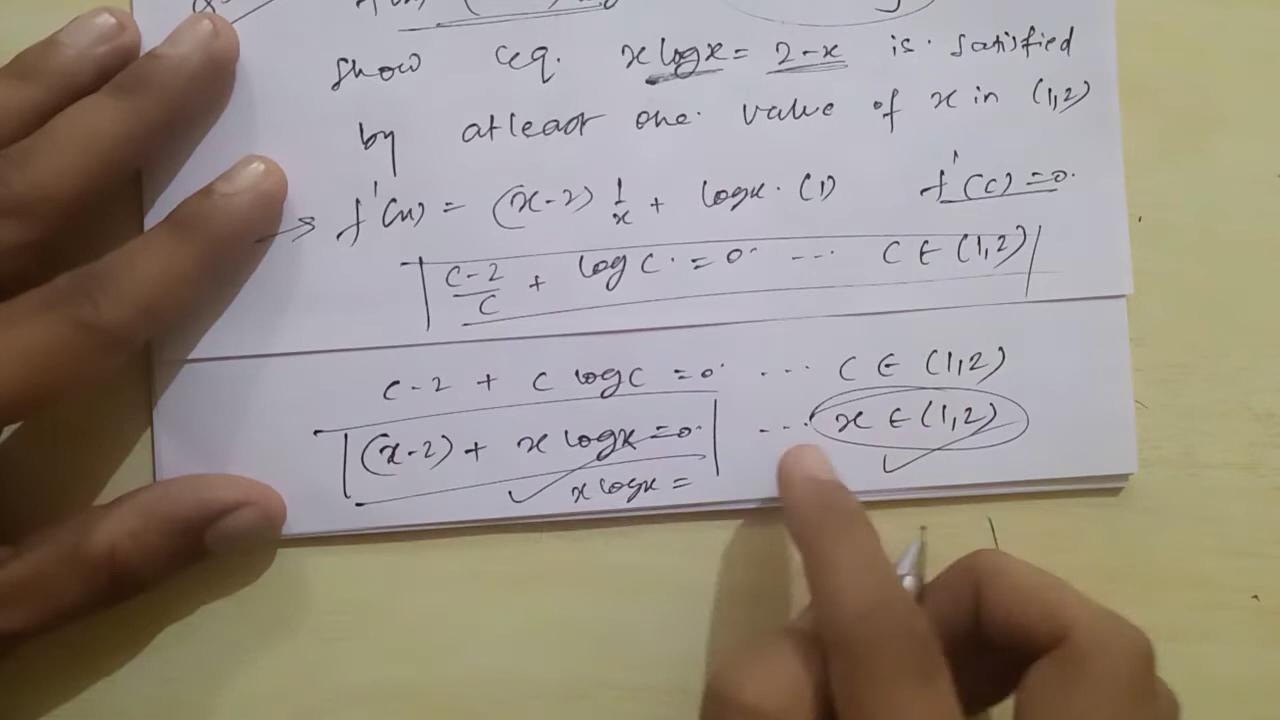 show eq. x log x = 2-x is satisfied
by atleast one value of x in (1,2)
→ f'(x) = (x-2) 1/x + log x · (1) f'(c) = 0
c-2/c + log c = 0 ... c ∈ (1,2)
c-2 + c log c = 0 ... c ∈ (1,2)
(x-2) + x log x = 0 ... x ∈ (1,2)
x log x =